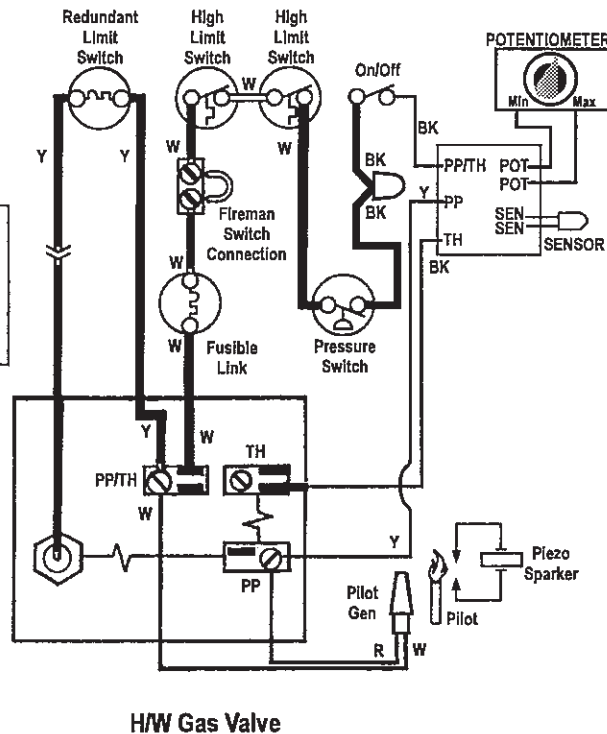 Redundant
Limit
Switch
High
Limit
Switch
High
Limit
Switch
POTENTIOMETER
Min
Max
On/Off
W
BK
Y
Y
W
W
BK
BK
PP/TH
POT
POT
Y
PP
SEN
SEN
SENSOR
TH
BK
Fireman
Switch
Connection
W
W
Fusible
Link
Pressure
Switch
Y
W
TH
PP/TH
W
Y
PP
Pilot
Gen
Pilot
Piezo
Sparker
R
W
H/W Gas Valve